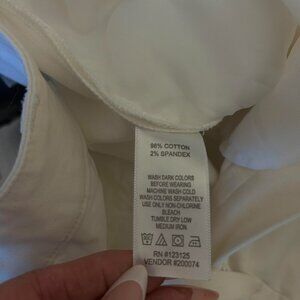 98% COTTON
2% SPANDEX
WASH DARK COLORS
BEFORE WEARING
MACHINE WASH COLD
WASH COLORS SEPARATELY
USE ONLY NON-CHLORINE
BLEACH
TUMBLE DRY LOW
MEDIUM IRON
RN #123125
VENDOR #200074